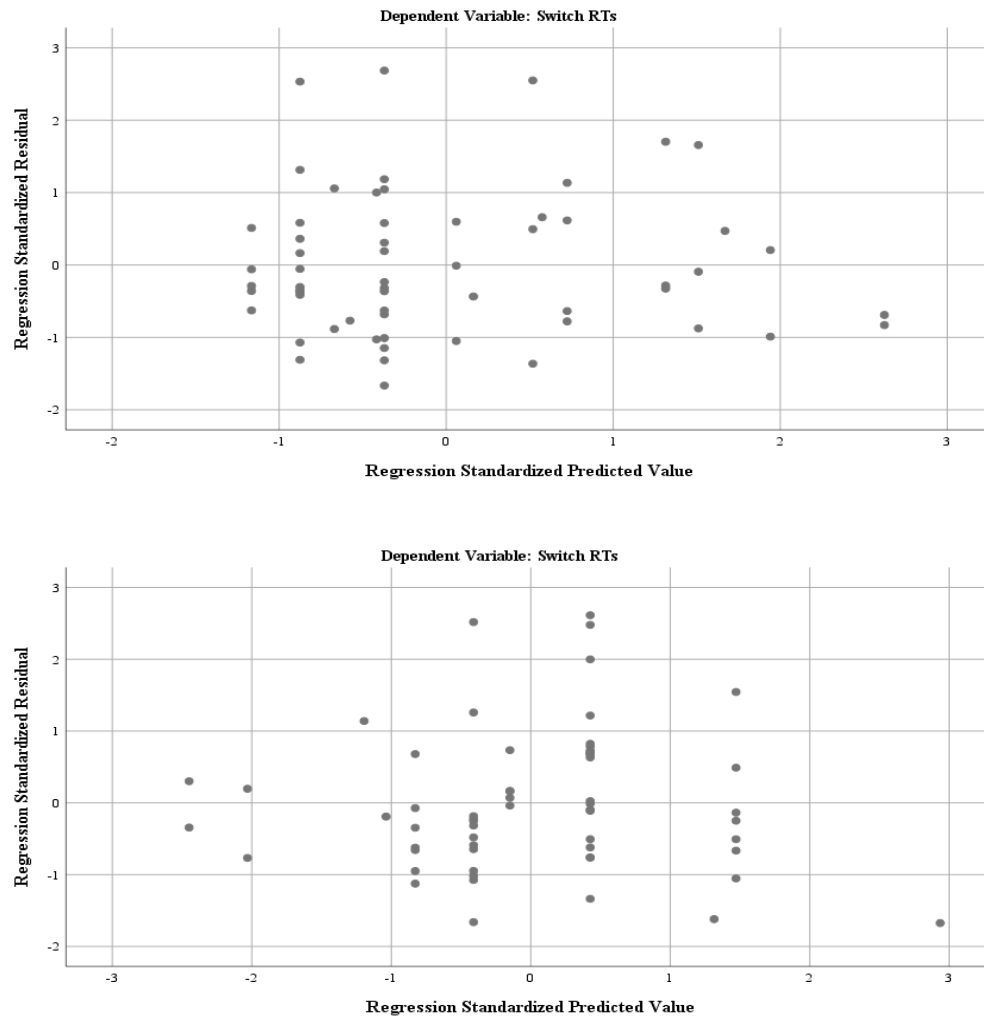 Dependent Variable: Switch RTs
Regression Standardized Residual
3
2
1
0
-1
-2
-2 -1 0 1 2 3
Regression Standardized Predicted Value
Dependent Variable: Switch RTs
Regression Standardized Residual
3
2
1
0
-1
-2
-3 -2 -1 0 1 2 3
Regression Standardized Predicted Value